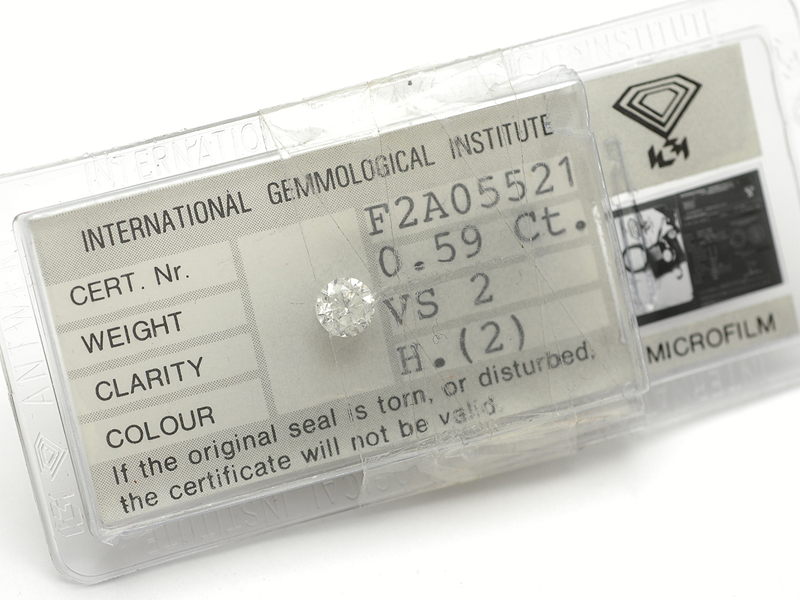 INTERNATIONAL GEMMOLOGICAL INSTITUTE
CERT. Nr. F2A05521
WEIGHT 0.59 Ct.
CLARITY VS 2
COLOUR H.(2)
If the original seal is torn, or disturbed,
the certificate will not be valid.
IGI
MICROFILM